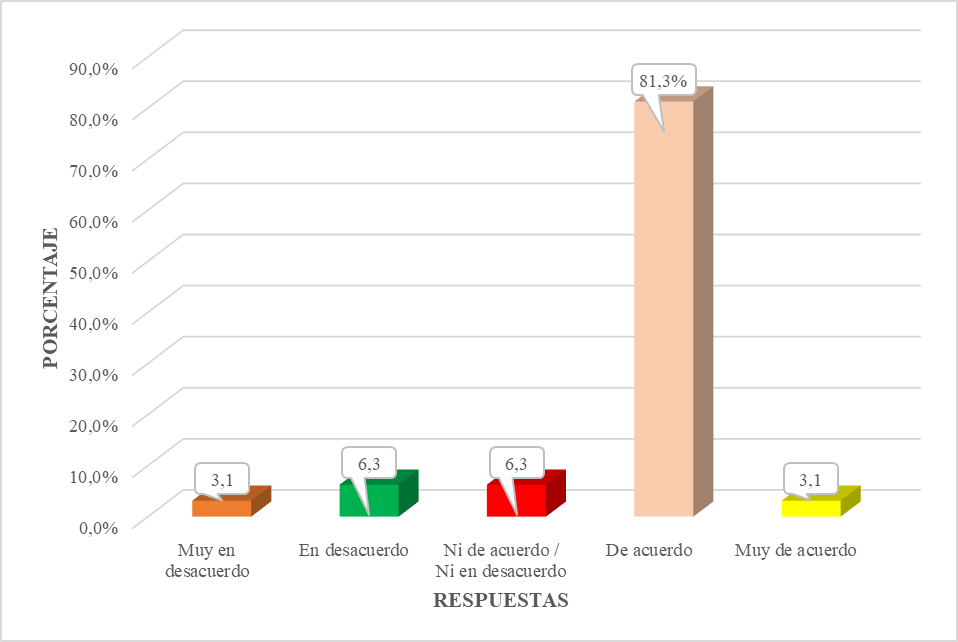 90,0%
80,0%
70,0%
60,0%
50,0%
40,0%
30,0%
20,0%
10,0%
0,0%
PORCENTAJE
3,1
6,3
6,3
81,3%
3,1
Muy en
desacuerdo
En desacuerdo
Ni de acuerdo /
Ni en desacuerdo
De acuerdo
Muy de acuerdo
RESPUESTAS